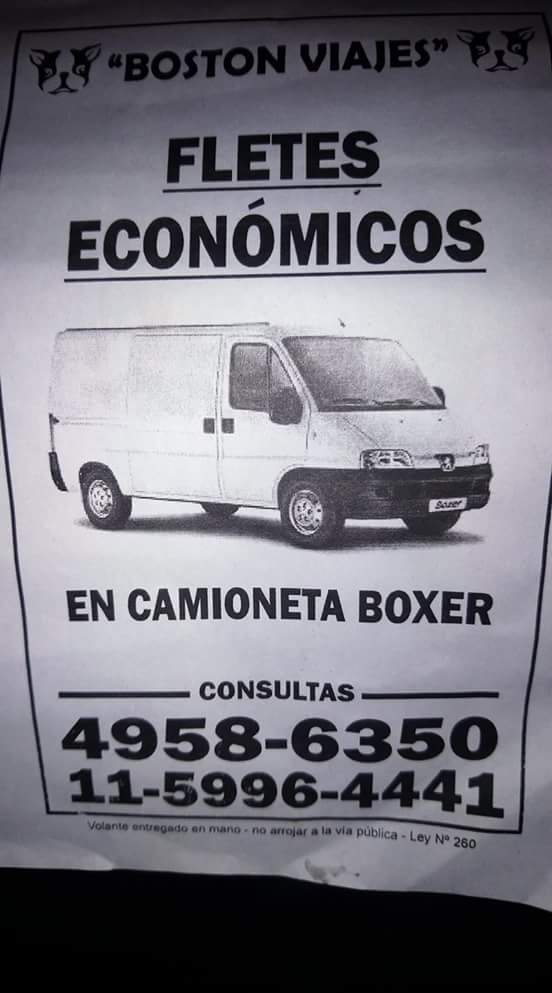 "BOSTON VIAJES"
FLETES
ECONÓMICOS
Boxer
EN CAMIONETA BOXER
CONSULTAS
4958-6350
11-5996-4441
Volante entregado en mano - no arrojar a la vía pública - Ley Nº 260